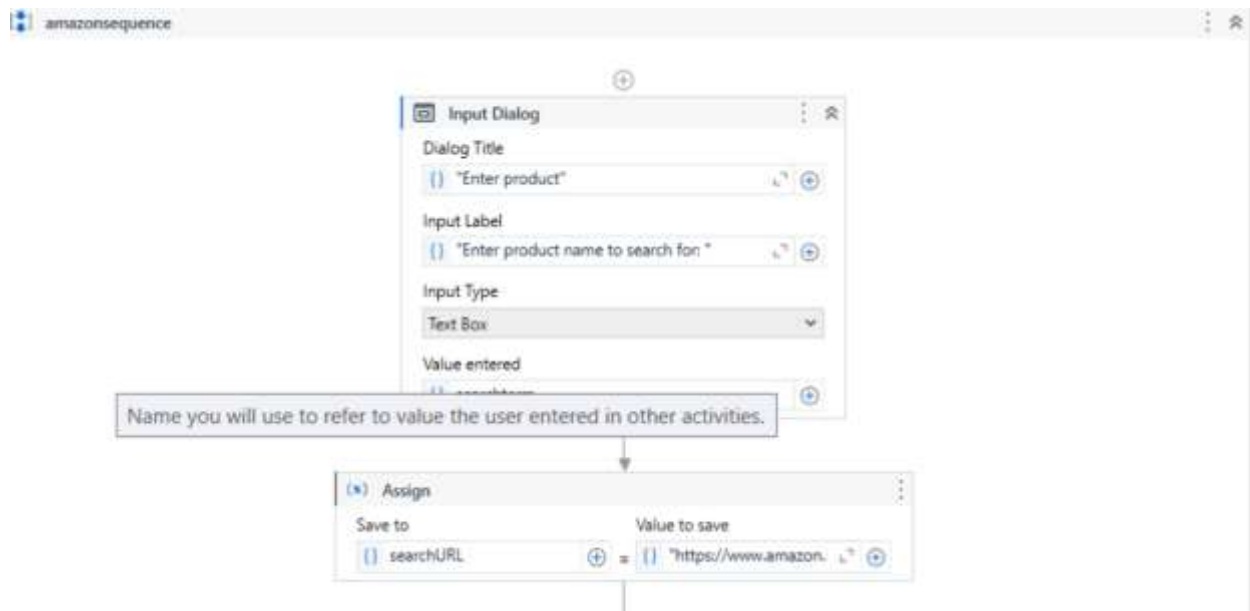 amazonsequence
Input Dialog
Dialog Title
"Enter product"
Input Label
"Enter product name to search for: "
Input Type
Text Box
Value entered
Name you will use to refer to value the user entered in other activities.
Assign
Save to Value to save
searchURL = "https://www.amazon.